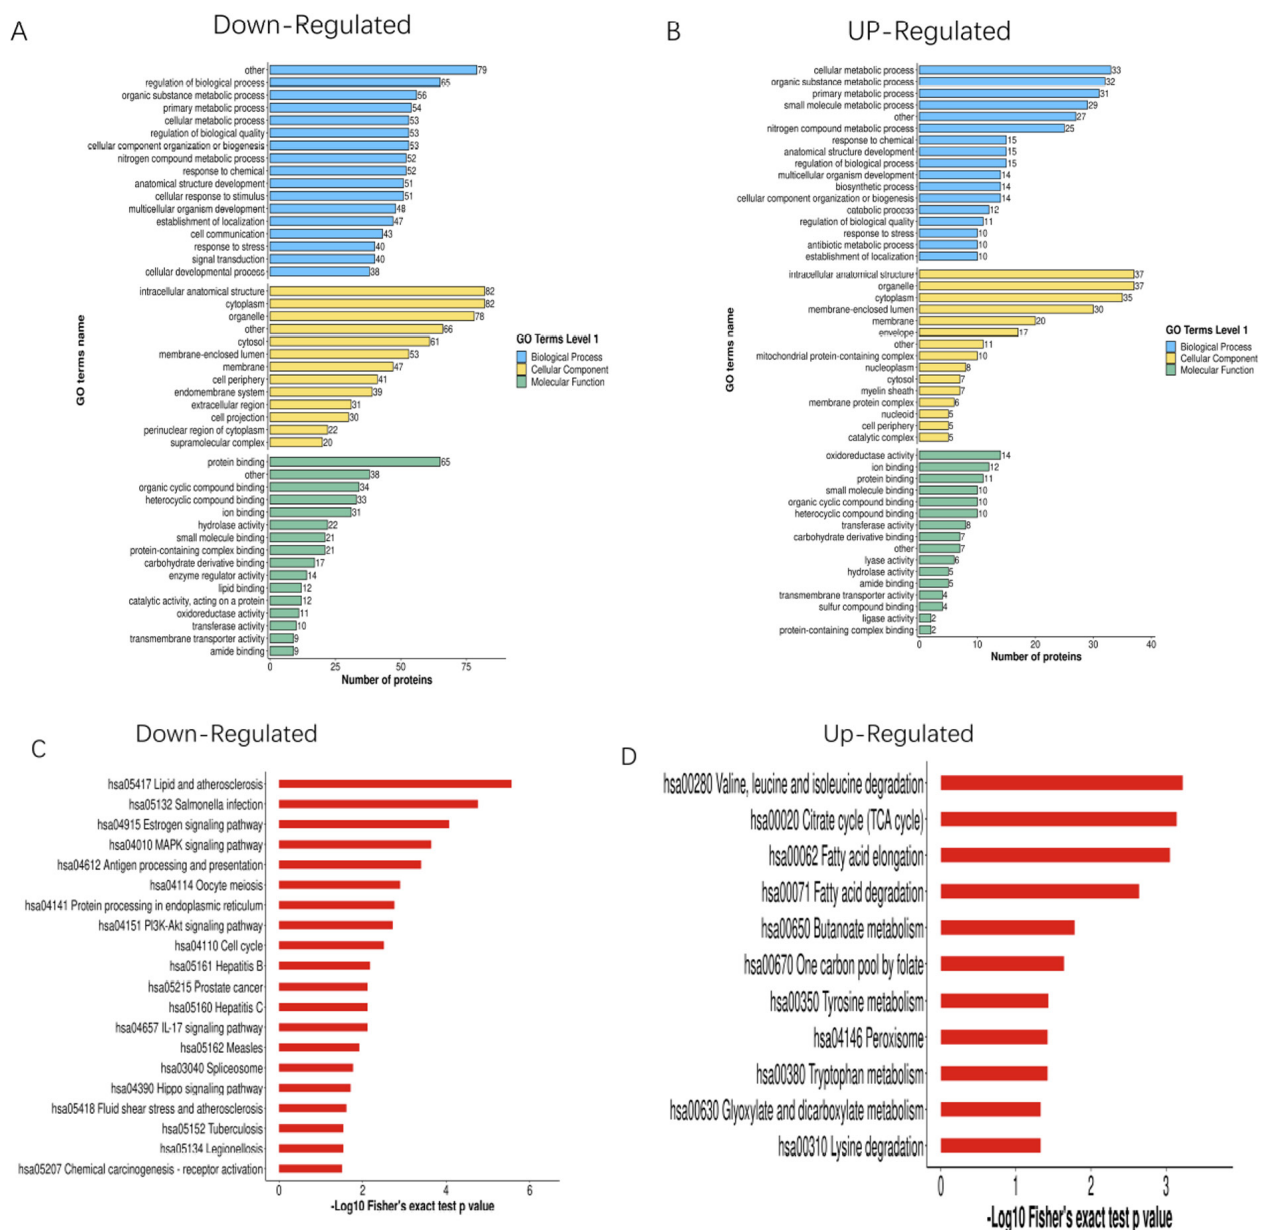 A
Down-Regulated
other 79
regulation of biological process 65
organic substance metabolic process 56
primary metabolic process 54
cellular metabolic process 53
regulation of biological quality 53
cellular component organization or biogenesis 53
nitrogen compound metabolic process 52
response to chemical 52
anatomical structure development 51
cellular response to stimulus 51
multicellular organism development 48
establishment of localization 47
cell communication 43
response to stress 40
signal transduction 40
cellular developmental process 38
intracellular anatomical structure 82
cytoplasm 82
organelle 78
other 66
cytosol 61
membrane-enclosed lumen 53
membrane 47
cell periphery 41
endomembrane system 39
extracellular region 31
cell projection 30
perinuclear region of cytoplasm 22
supramolecular complex 20
protein binding 65
other 38
organic cyclic compound binding 34
heterocyclic compound binding 33
ion binding 31
hydrolase activity 22
small molecule binding 21
protein-containing complex binding 21
carbohydrate derivative binding 17
enzyme regulator activity 14
lipid binding 12
catalytic activity, acting on a protein 12
oxidoreductase activity 11
transferase activity 10
transmembrane transporter activity 9
amide binding 9
0 25 50 75
Number of proteins
GO terms name
GO Terms Level 1
Biological Process
Cellular Component
Molecular Function
B
UP-Regulated
cellular metabolic process 33
organic substance metabolic process 32
primary metabolic process 31
small molecule metabolic process 29
other 27
nitrogen compound metabolic process 25
response to chemical 15
anatomical structure development 15
regulation of biological process 15
multicellular organism development 14
biosynthetic process 14
cellular component organization or biogenesis 14
catabolic process 12
regulation of biological quality 11
response to stress 10
antibiotic metabolic process 10
establishment of localization 10
intracellular anatomical structure 37
organelle 37
cytoplasm 35
membrane-enclosed lumen 30
membrane 20
envelope 17
other 11
mitochondrial protein-containing complex 10
nucleoplasm 8
cytosol 7
myelin sheath 7
membrane protein complex 6
nucleoid 5
cell periphery 5
catalytic complex 5
oxidoreductase activity 14
ion binding 12
protein binding 11
small molecule binding 10
organic cyclic compound binding 10
heterocyclic compound binding 10
transferase activity 8
carbohydrate derivative binding 7
other 7
lyase activity 6
hydrolase activity 5
amide binding 5
transmembrane transporter activity 4
sulfur compound binding 4
ligase activity 2
protein-containing complex binding 2
0 10 20 30 40
Number of proteins
GO terms name
GO Terms Level 1
Biological Process
Cellular Component
Molecular Function
C
Down-Regulated
hsa05417 Lipid and atherosclerosis
hsa05132 Salmonella infection
hsa04915 Estrogen signaling pathway
hsa04010 MAPK signaling pathway
hsa04612 Antigen processing and presentation
hsa04114 Oocyte meiosis
hsa04141 Protein processing in endoplasmic reticulum
hsa04151 PI3K-Akt signaling pathway
hsa04110 Cell cycle
hsa05161 Hepatitis B
hsa05215 Prostate cancer
hsa05160 Hepatitis C
hsa04657 IL-17 signaling pathway
hsa05162 Measles
hsa03040 Spliceosome
hsa04390 Hippo signaling pathway
hsa05418 Fluid shear stress and atherosclerosis
hsa05152 Tuberculosis
hsa05134 Legionellosis
hsa05207 Chemical carcinogenesis - receptor activation
0 2 4 6
-Log10 Fisher's exact test p value
D
Up-Regulated
hsa00280 Valine, leucine and isoleucine degradation
hsa00020 Citrate cycle (TCA cycle)
hsa00062 Fatty acid elongation
hsa00071 Fatty acid degradation
hsa00650 Butanoate metabolism
hsa00670 One carbon pool by folate
hsa00350 Tyrosine metabolism
hsa04146 Peroxisome
hsa00380 Tryptophan metabolism
hsa00630 Glyoxylate and dicarboxylate metabolism
hsa00310 Lysine degradation
0 1 2 3
-Log10 Fisher's exact test p value